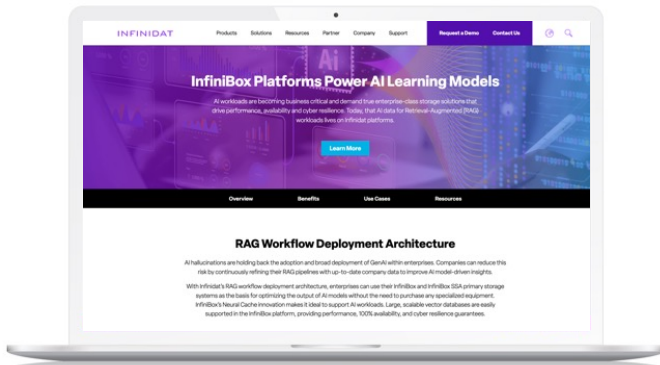 INFINIDAT
Products Solutions Resources Partner Company Support Request a Demo Contact Us
Ai
InfiniBox Platforms Power AI Learning Models
AI workloads are becoming business critical and demand true enterprise-class storage solutions that
drive performance, availability and cyber resilience. Today, that AI data for Retrieval-Augmented (RAG)
workloads lives on Infinidat platforms.
Learn More
Overview Benefits Use Cases Resources
RAG Workflow Deployment Architecture
AI hallucinations are holding back the adoption and broad deployment of GenAI within enterprises. Companies can reduce this
risk by continuously refining their RAG pipelines with up-to-date company data to improve AI model-driven insights.
With Infinidat's RAG workflow deployment architecture, enterprises can use their InfiniBox and InfiniBox SSA primary storage
systems as the basis for optimizing the output of AI models without the need to purchase any specialized equipment.
InfiniBox's Neural Cache innovation makes it ideal to support AI workloads. Large, scalable vector databases are easily
supported in the InfiniBox platform, providing performance, 100% availability, and cyber resilience guarantees.